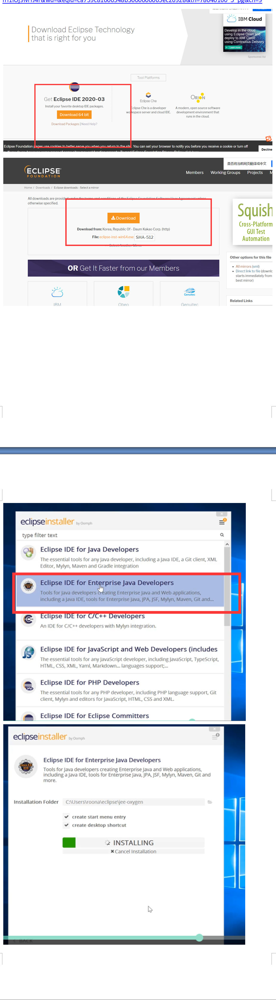 Download Eclipse Technology
that is right for you
IBM Cloud
Develop in the cloud
using Eclipse Orion and
deploy to IBM Cloud
using Continuous Delivery
Learn more
Sponsored Ad
Tool Platforms
Get Eclipse IDE 2020-03
Install your favorite desktop IDE packages.
Download 64 bit
Download Packages | Need Help?
Eclipse Che
Eclipse Che is a developer
workspace server and cloud IDE.
ORION
A modern, open source software
development environment that
runs in the cloud.
Eclipse Foundation pages use cookies to better serve you when you return to the site. You can set your browser to notify you before you receive a cookie or turn off
Decline
是否将当前网页翻译成中文
ECLIPSE
FOUNDATION
Members Working Groups Projects M
Home / Downloads / Eclipse downloads - Select a mirror
All downloads are provided under the terms and conditions of the Eclipse Foundation Software User Agreement unless
otherwise specified.
Download
Download from: Korea, Republic Of - Daum Kakao Corp. (http)
File: eclipse-inst-win64.exe SHA-512
Select Another Mirror
Squish
Cross-Platform
GUI Test
Automation
OR Get It Faster from our Members
IBM
Obeo
Genuitec
Genuitec
Other options for this file
All mirrors (xml)
Direct link to file (downlo
starts immediately from
best mirror)
Related Links
eclipseinstaller by Oomph
type filter text
Eclipse IDE for Java Developers
The essential tools for any Java developer, including a Java IDE, a Git client, XML
Editor, Mylyn, Maven and Gradle integration
Eclipse IDE for Enterprise Java Developers
Tools for Java developers creating Enterprise Java and Web applications,
including a Java IDE, tools for Enterprise Java, JPA, JSF, Mylyn, Maven, Git and...
Eclipse IDE for C/C++ Developers
An IDE for C/C++ developers with Mylyn integration.
Eclipse IDE for JavaScript and Web Developers (includes
The essential tools for any JavaScript developer, including JavaScript, TypeScript,
HTML, CSS, XML, Yaml, Markdown... languages support;...
Eclipse IDE for PHP Developers
The essential tools for any PHP developer, including PHP language support, Git
client, Mylyn and editors for JavaScript, HTML, CSS and XML.
Eclipse IDE for Eclipse Committers
eclipseinstaller by Oomph
Eclipse IDE for Enterprise Java Developers
Tools for Java developers creating Enterprise Java and Web applications,
including a Java IDE, tools for Enterprise Java, JPA, JSF, Mylyn, Maven, Git and
more.
Installation Folder C:\Users\roona\eclipse\jee-oxygen
create start menu entry
create desktop shortcut
INSTALLING
Cancel Installation
BACK